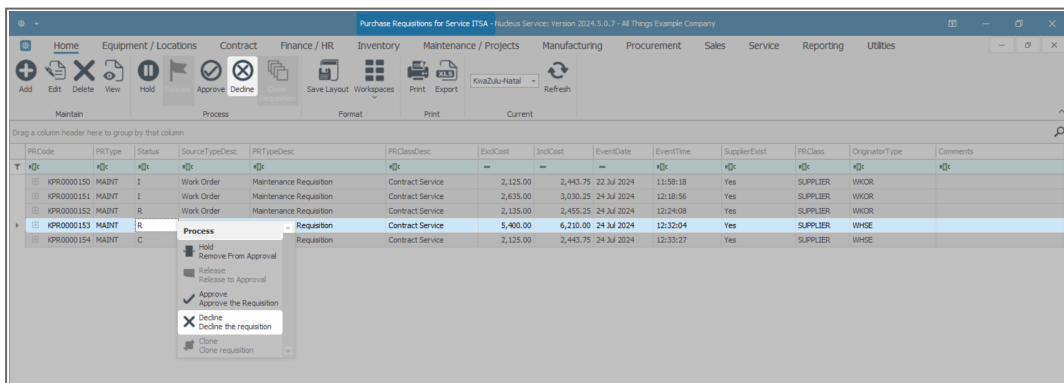 Purchase Requisitions for Service ITSA - Nucleus Service: Version 2024.5.0.7 - All Things Example Company
Home Equipment / Locations Contract Finance / HR Inventory Maintenance / Projects Manufacturing Procurement Sales Service Reporting Utilities
Add Edit Delete View Hold Release Approve Decline Clone Requisition Save Layout Workspaces Print Export KwaZulu-Natal Refresh
XLS
Maintain Process Format Print Current
Drag a column header here to group by that column
PRCode PRType Status SourceTypeDesc PRTypeDesc PRClassDesc ExclCost InclCost EventDate EventTime SupplierExist PRClass OriginatorType Comments
KPR0000150 MAINT I Work Order Maintenance Requisition Contract Service 2,125.00 2,443.75 22 Jul 2024 11:58:18 Yes SUPPLIER WKOR
KPR0000151 MAINT I Work Order Maintenance Requisition Contract Service 2,635.00 3,030.25 24 Jul 2024 12:18:56 Yes SUPPLIER WKOR
KPR0000152 MAINT R Work Order Maintenance Requisition Contract Service 2,135.00 2,455.25 24 Jul 2024 12:24:08 Yes SUPPLIER WKOR
KPR0000153 MAINT R Requisition Contract Service 5,400.00 6,210.00 24 Jul 2024 12:32:04 Yes SUPPLIER WHSE
KPR0000154 MAINT C Requisition Contract Service 2,125.00 2,443.75 24 Jul 2024 12:33:27 Yes SUPPLIER WHSE
Process
Hold
Remove From Approval
Release
Release to Approval
Approve
Approve the Requisition
Decline
Decline the requisition
Clone
Clone requisition